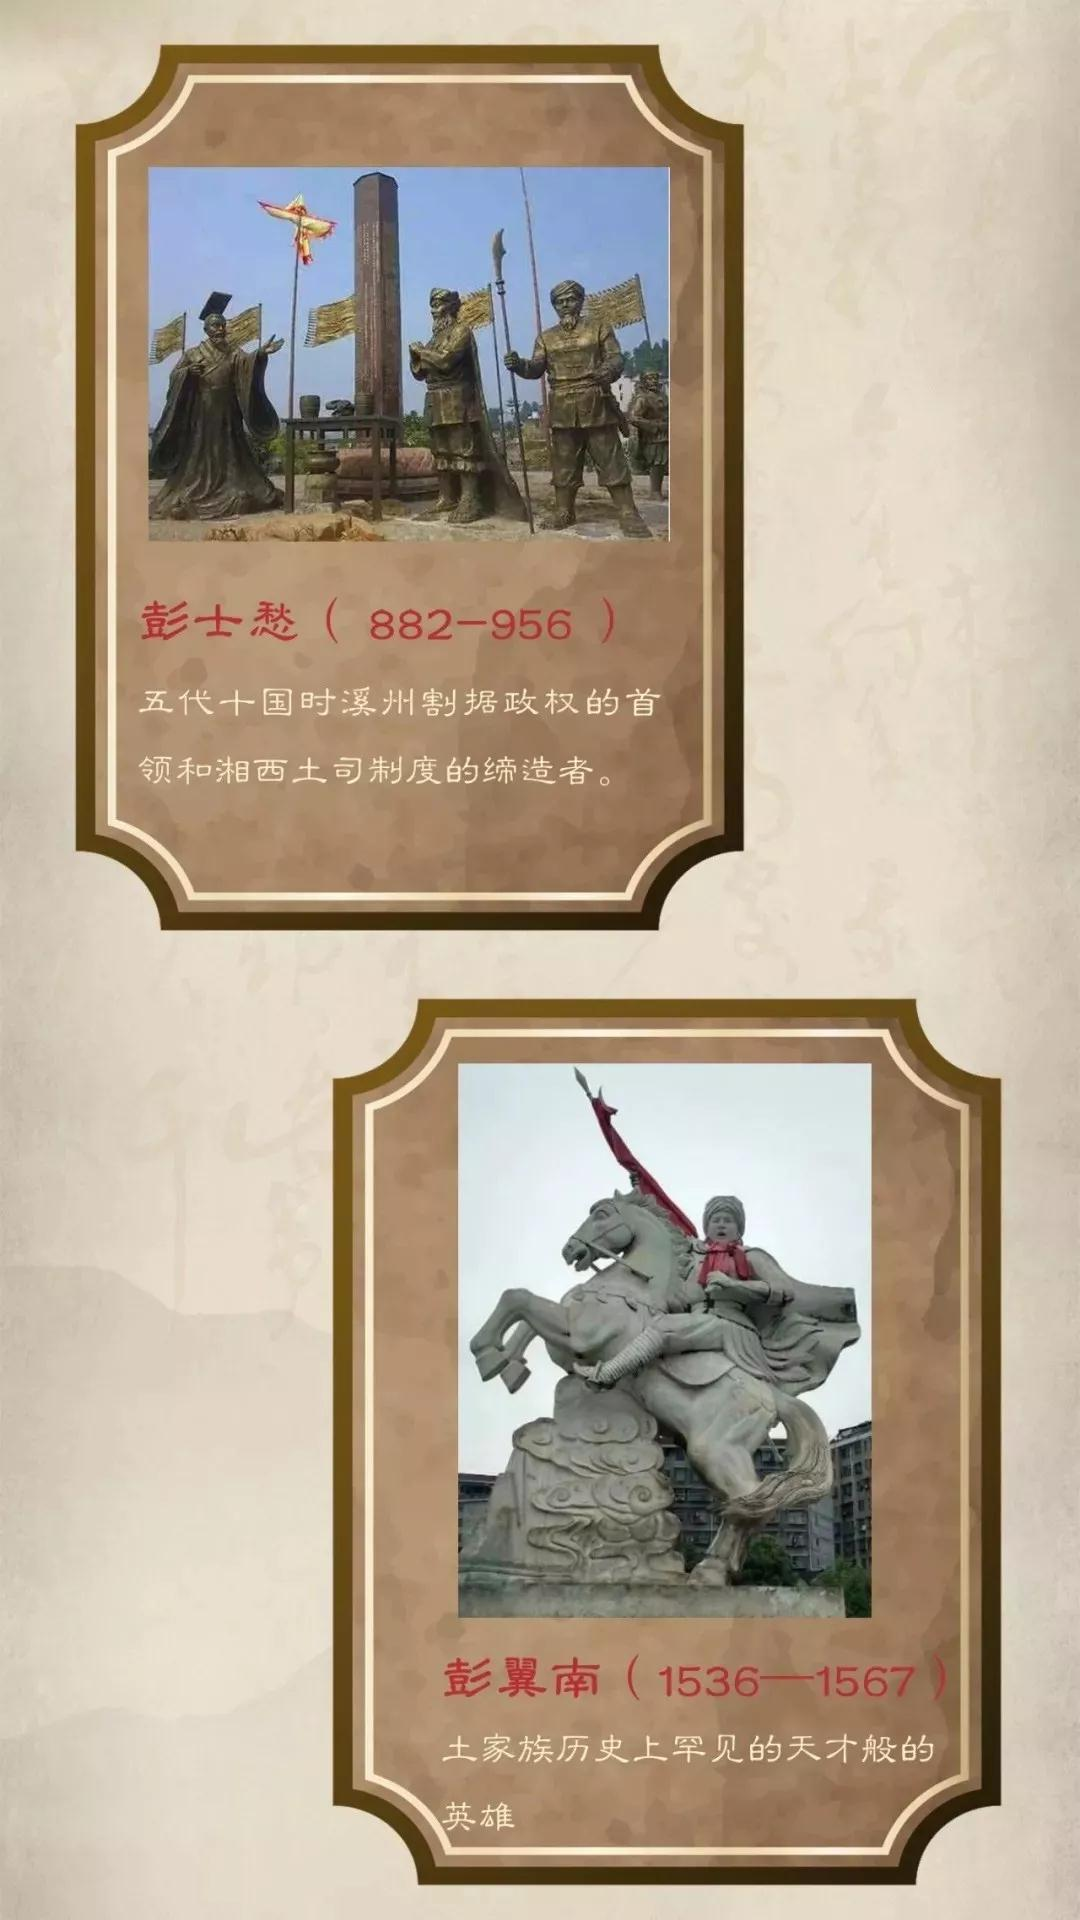 彭士愁（882-956）
五代十国时溪州割据政权的首
领和湘西土司制度的缔造者。
彭翼南（1536—1567）
土家族历史上罕见的天才般的
英雄